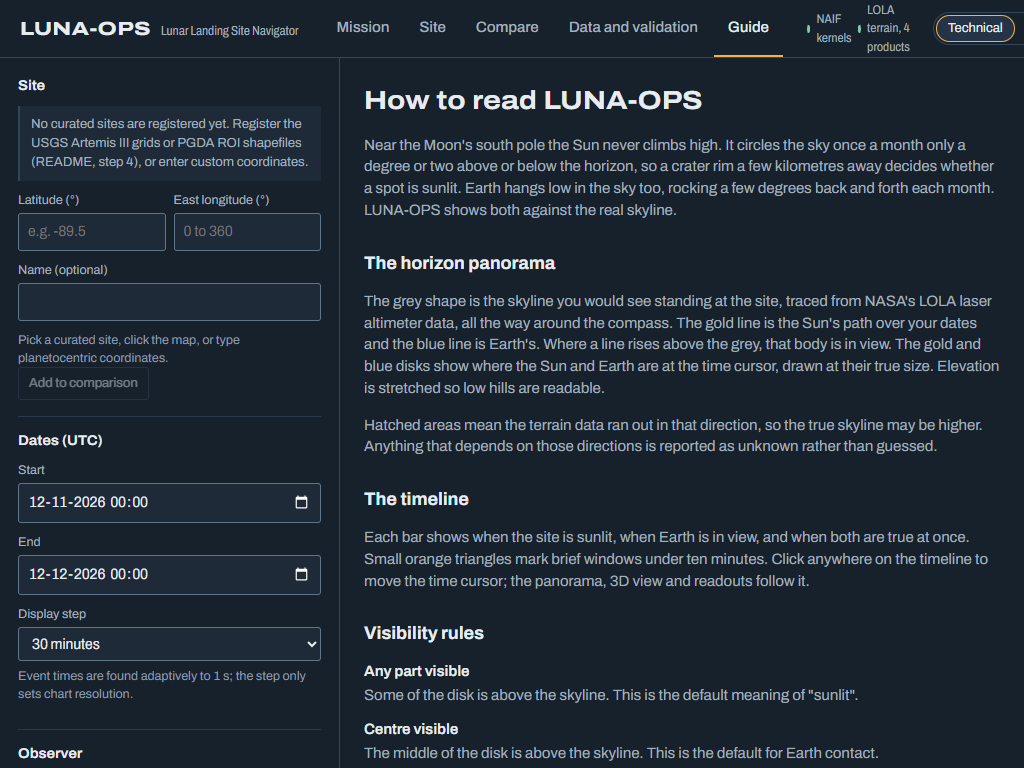 LUNA-OPS Lunar Landing Site Navigator
Mission Site Compare Data and validation Guide
NAIF kernels
LOLA terrain, 4 products
Technical
Site
No curated sites are registered yet. Register the
USGS Artemis III grids or PGDA ROI shapefiles
(README, step 4), or enter custom coordinates.
Latitude (°) East longitude (°)
e.g. -89.5 0 to 360
Name (optional)
Pick a curated site, click the map, or type
planetocentric coordinates.
Add to comparison
Dates (UTC)
Start
12-11-2026 00:00
End
12-12-2026 00:00
Display step
30 minutes
Event times are found adaptively to 1 s; the step only
sets chart resolution.
Observer
How to read LUNA-OPS
Near the Moon's south pole the Sun never climbs high. It circles the sky once a month only a
degree or two above or below the horizon, so a crater rim a few kilometres away decides whether
a spot is sunlit. Earth hangs low in the sky too, rocking a few degrees back and forth each month.
LUNA-OPS shows both against the real skyline.
The horizon panorama
The grey shape is the skyline you would see standing at the site, traced from NASA's LOLA laser
altimeter data, all the way around the compass. The gold line is the Sun's path over your dates
and the blue line is Earth's. Where a line rises above the grey, that body is in view. The gold and
blue disks show where the Sun and Earth are at the time cursor, drawn at their true size. Elevation
is stretched so low hills are readable.
Hatched areas mean the terrain data ran out in that direction, so the true skyline may be higher.
Anything that depends on those directions is reported as unknown rather than guessed.
The timeline
Each bar shows when the site is sunlit, when Earth is in view, and when both are true at once.
Small orange triangles mark brief windows under ten minutes. Click anywhere on the timeline to
move the time cursor; the panorama, 3D view and readouts follow it.
Visibility rules
Any part visible
Some of the disk is above the skyline. This is the default meaning of "sunlit".
Centre visible
The middle of the disk is above the skyline. This is the default for Earth contact.